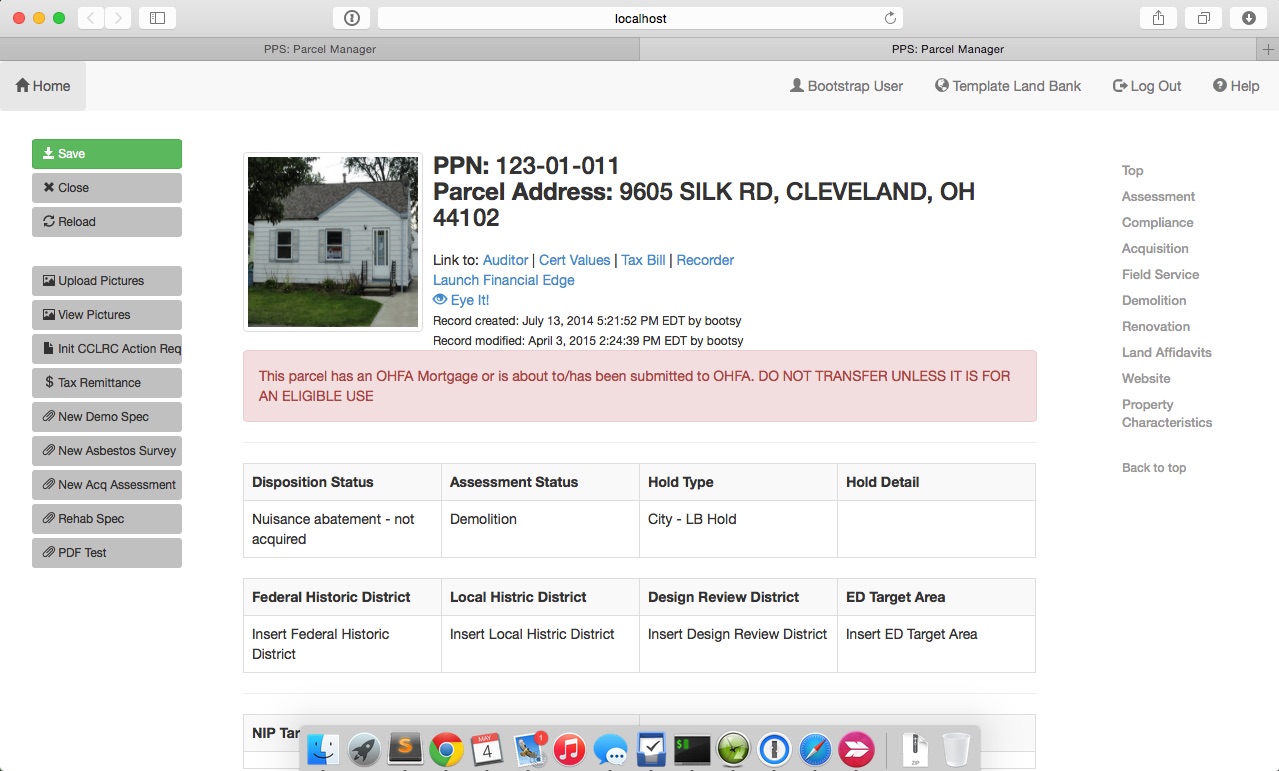 localhost
PPS: Parcel Manager
PPS: Parcel Manager
Home
Bootstrap User
Template Land Bank
Log Out
Help
Save
Close
Reload
Upload Pictures
View Pictures
Init CCLRC Action Req
$ Tax Remittance
New Demo Spec
New Asbestos Survey
New Acq Assessment
Rehab Spec
PDF Test
PPN: 123-01-011
Parcel Address: 9605 SILK RD, CLEVELAND, OH
44102
Link to: Auditor | Cert Values | Tax Bill | Recorder
Launch Financial Edge
Eye It!
Record created: July 13, 2014 5:21:52 PM EDT by bootsy
Record modified: April 3, 2015 2:24:39 PM EDT by bootsy
This parcel has an OHFA Mortgage or is about to/has been submitted to OHFA. DO NOT TRANSFER UNLESS IT IS FOR
AN ELIGIBLE USE
Disposition Status
Assessment Status
Hold Type
Hold Detail
Nuisance abatement - not
acquired
Demolition
City - LB Hold
Federal Historic District
Local Histric District
Design Review District
ED Target Area
Insert Federal Historic
District
Insert Local Histric District
Insert Design Review District
Insert ED Target Area
NIP Tar
Top
Assessment
Compliance
Acquisition
Field Service
Demolition
Renovation
Land Affidavits
Website
Property
Characteristics
Back to top
S
MAY
4
1
$
ZIP